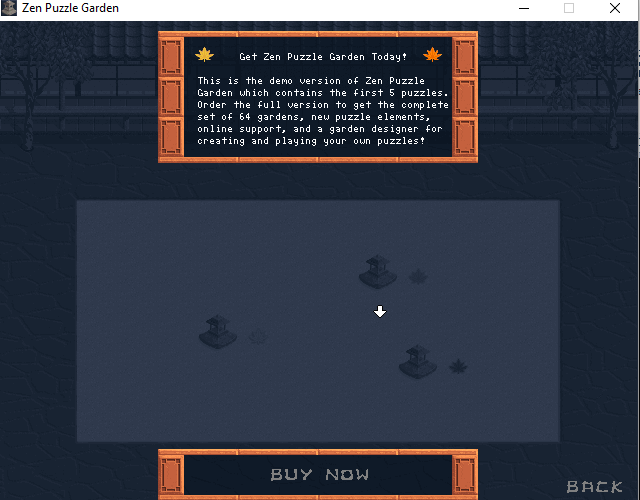 Zen Puzzle Garden
Get Zen Puzzle Garden Today!
This is the demo version of Zen Puzzle
Garden which contains the first 5 puzzles.
Order the full version to get the complete
set of 64 gardens, new puzzle elements,
online support, and a garden designer for
creating and playing your own puzzles!
BUY NOW
BACK